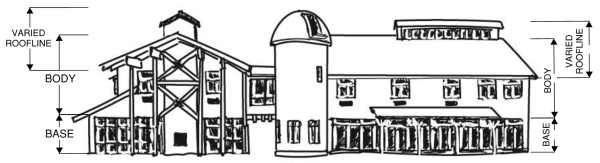 VARIED
ROOFLINE
BODY
BASE
VARIED
ROOFLINE
BODY
BASE